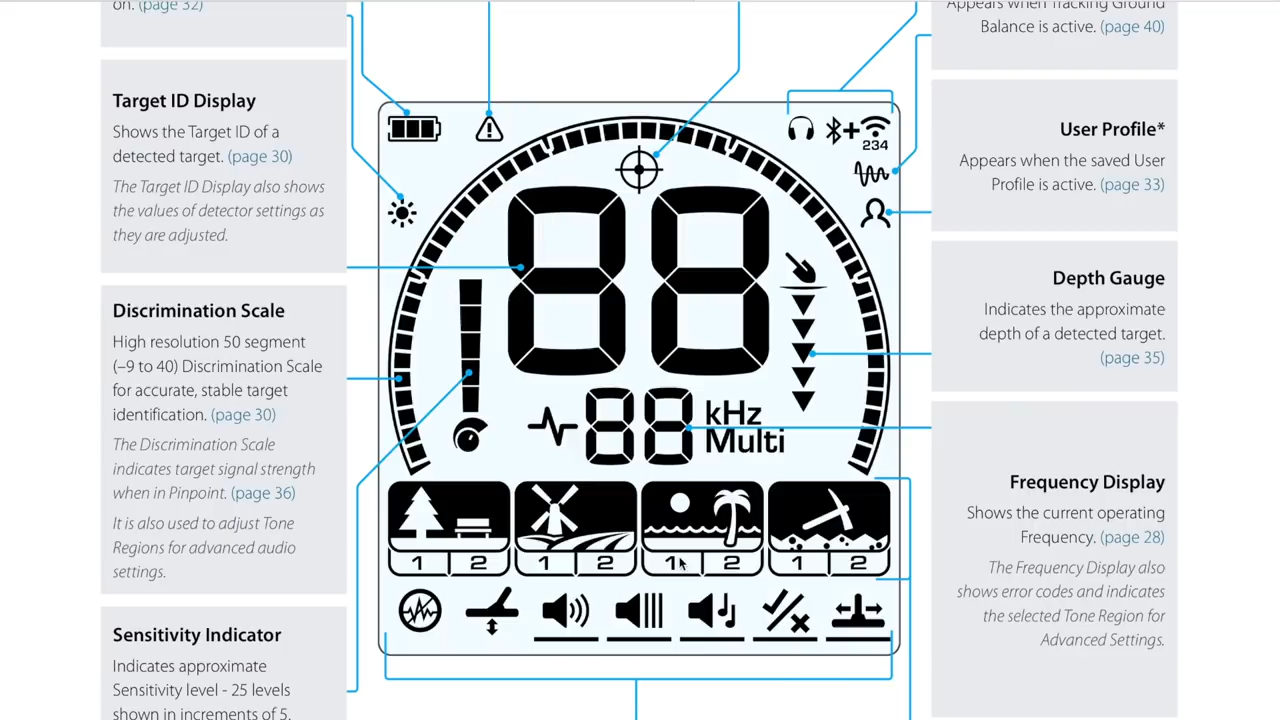 on. (page 32)
Target ID Display
Shows the Target ID of a
detected target. (page 30)
The Target ID Display also shows
the values of detector settings as
they are adjusted.
Discrimination Scale
High resolution 50 segment
(–9 to 40) Discrimination Scale
for accurate, stable target
identification. (page 30)
The Discrimination Scale
indicates target signal strength
when in Pinpoint. (page 36)
It is also used to adjust Tone
Regions for advanced audio
settings.
Sensitivity Indicator
Indicates approximate
Sensitivity level - 25 levels
shown in increments of 5.
234
88
88
kHz
Multi
1 2
1 2
1 2
1 2
Appears when Tracking Ground
Balance is active. (page 40)
User Profile*
Appears when the saved User
Profile is active. (page 33)
Depth Gauge
Indicates the approximate
depth of a detected target.
(page 35)
Frequency Display
Shows the current operating
Frequency. (page 28)
The Frequency Display also
shows error codes and indicates
the selected Tone Region for
Advanced Settings.